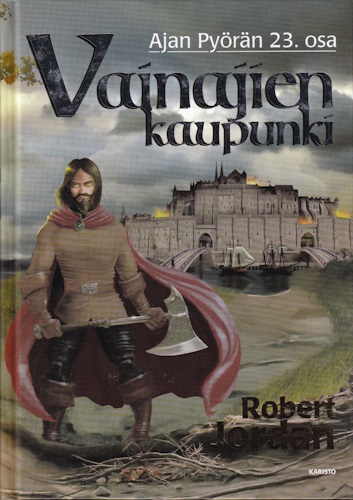 Ajan Pyörän 23. osa
Vainajien
kaupunki
Robert
Jordan
KARISTO